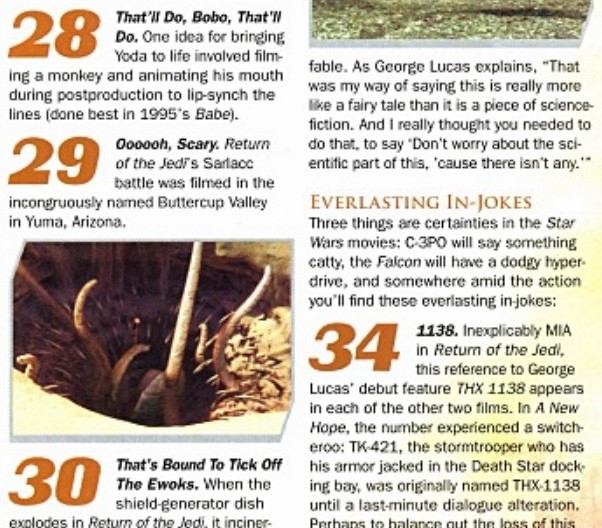 28 That'll Do, Bobo, That'll
Do. One idea for bringing
Yoda to life involved film-
ing a monkey and animating his mouth
during postproduction to lip-synch the
lines (done best in 1995's Babe).
29 Oooooh, Scary. Return
of the Jedi's Sarlacc
battle was filmed in the
incongruously named Buttercup Valley
in Yuma, Arizona.
30 That's Bound To Tick Off
The Ewoks. When the
shield-generator dish
explodes in Return of the Jedi, it inciner-
fable. As George Lucas explains, "That
was my way of saying this is really more
like a fairy tale than it is a piece of science-
fiction. And I really thought you needed to
do that, to say 'Don't worry about the sci-
entific part of this, 'cause there isn't any.'"
EVERLASTING IN-JOKES
Three things are certainties in the Star
Wars movies: C-3PO will say something
catty, the Falcon will have a dodgy hyper-
drive, and somewhere amid the action
you'll find these everlasting in-jokes:
34 1138. Inexplicably MIA
in Return of the Jedi,
this reference to George
Lucas' debut feature THX 1138 appears
in each of the other two films. In A New
Hope, the number experienced a switch-
eroo: TK-421, the stormtrooper who has
his armor jacked in the Death Star dock-
ing bay, was originally named THX-1138
until a last-minute dialogue alteration.
Perhaps to balance out the loss of this